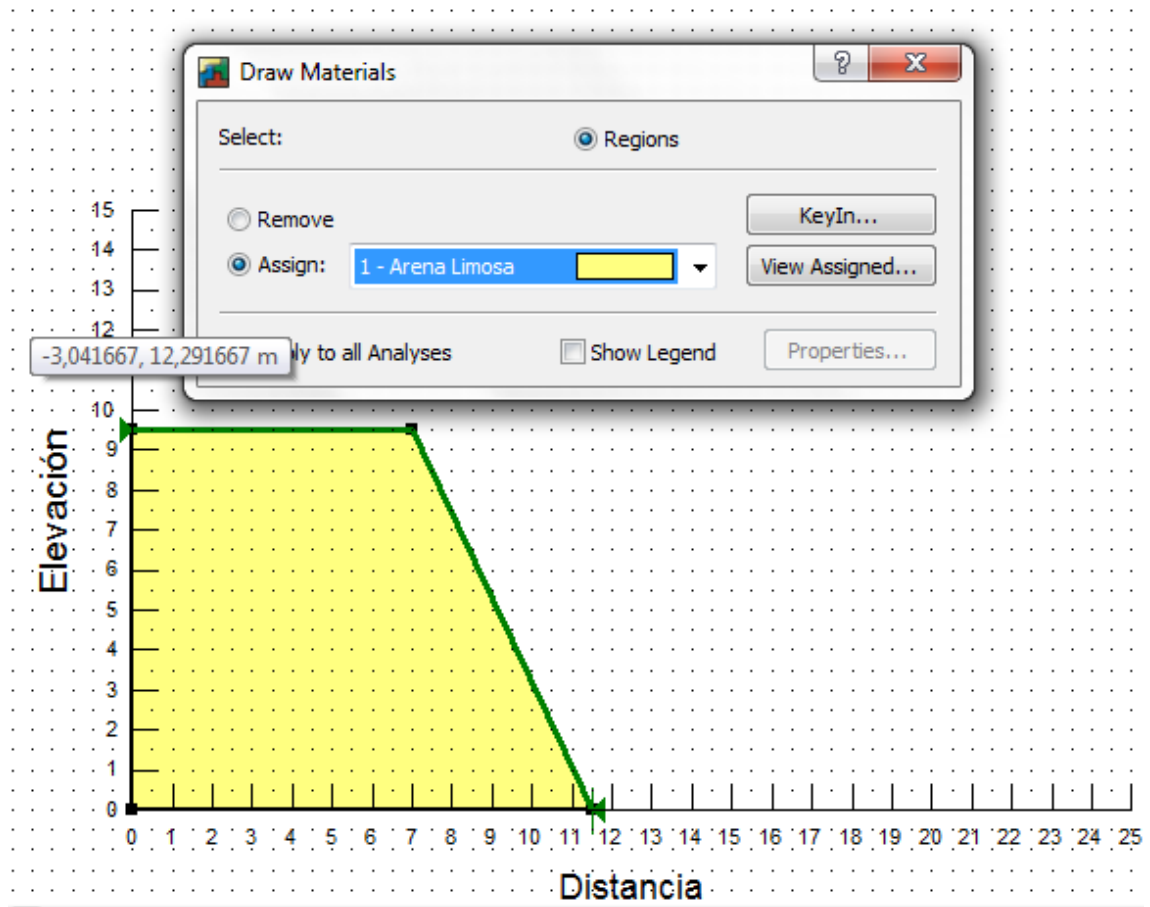 Draw Materials
?
Select:
Regions
Remove
KeyIn...
Assign:
1 - Arena Limosa
View Assigned...
ly to all Analyses
Show Legend
Properties...
-3,041667, 12,291667 m
15
14
13
12
10
9
8
7
6
5
4
3
2
1
0
Elevación
0 1 2 3 4 5 6 7 8 9 10 11 12 13 14 15 16 17 18 19 20 21 22 23 24 25
Distancia